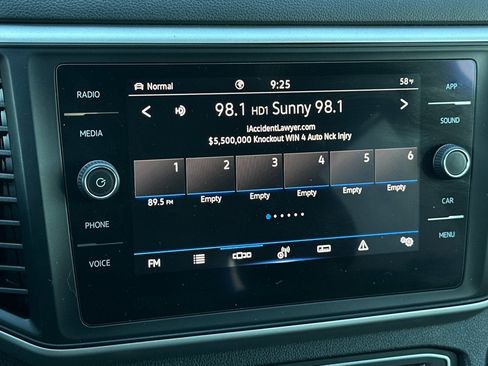 RADIO
MEDIA
PHONE
VOICE
Normal
9:25
58°F
98.1 HD1 Sunny 98.1
iAccidentLawyer.com
$5,500,000 Knockout WIN 4 Auto Nck Injry
1 2 3 4 5 6
89.5 FM Empty Empty Empty Empty Empty
FM
APP
SOUND
CAR
MENU